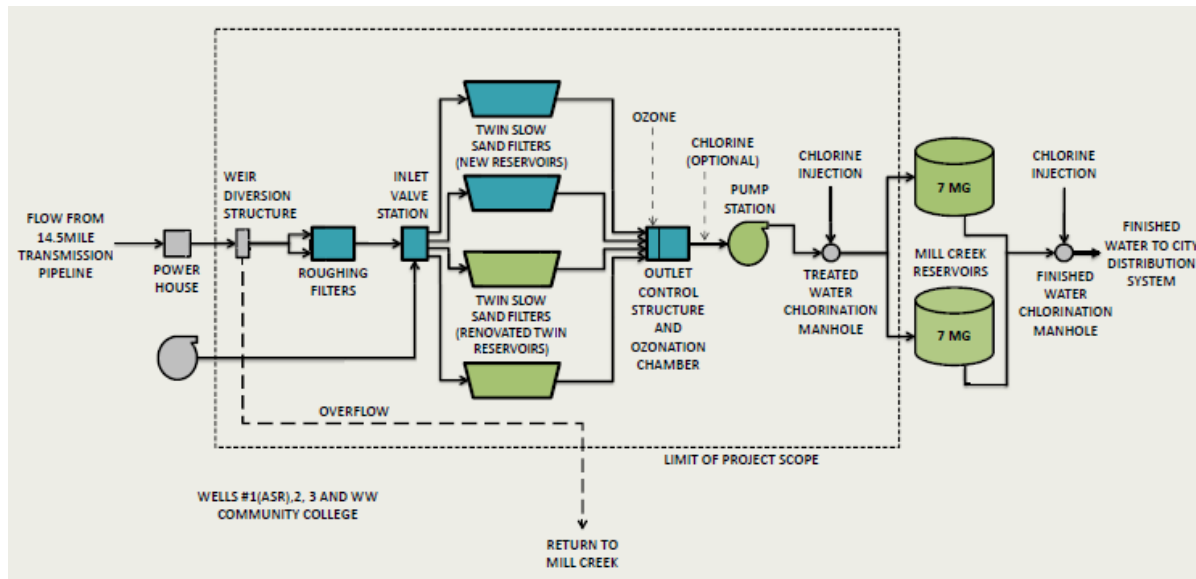 FLOW FROM
14.5MILE
TRANSMISSION
PIPELINE
POWER
HOUSE
WEIR
DIVERSION
STRUCTURE
ROUGHING
FILTERS
INLET
VALVE
STATION
TWIN SLOW
SAND FILTERS
(NEW RESERVOIRS)
TWIN SLOW
SAND FILTERS
(RENOVATED TWIN
RESERVOIRS)
OZONE
OUTLET
CONTROL
STRUCTURE
AND
OZONATION
CHAMBER
CHLORINE
(OPTIONAL)
PUMP
STATION
CHLORINE
INJECTION
TREATED
WATER
CHLORINATION
MANHOLE
7 MG
MILL CREEK
RESERVOIRS
7 MG
CHLORINE
INJECTION
FINISHED
WATER
CHLORINATION
MANHOLE
FINISHED
WATER TO CITY
DISTRIBUTION
SYSTEM
OVERFLOW
LIMIT OF PROJECT SCOPE
WELLS #1(ASR),2, 3 AND WW
COMMUNITY COLLEGE
RETURN TO
MILL CREEK